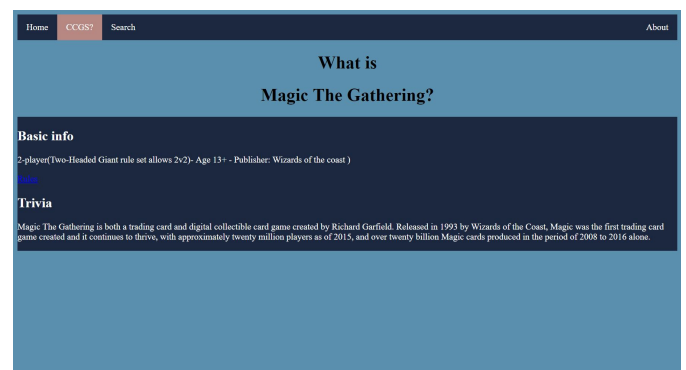 Home CCGS? Search About
What is
Magic The Gathering?
Basic info
2-player(Two-Headed Giant rule set allows 2v2)- Age 13+ - Publisher: Wizards of the coast )
Trivia
Magic The Gathering is both a trading card and digital collectible card game created by Richard Garfield. Released in 1993 by Wizards of the Coast, Magic was the first trading card
game created and it continues to thrive, with approximately twenty million players as of 2015, and over twenty billion Magic cards produced in the period of 2008 to 2016 alone.